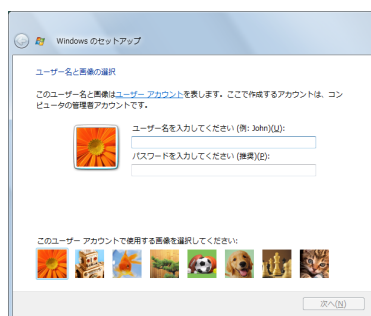 Windows のセットアップ
ユーザー名と画像の選択
このユーザー名と画像はユーザー アカウントを表します。ここで作成するアカウントは、コン
ピュータの管理者アカウントです。
ユーザー名を入力してください (例: John)(U):
パスワードを入力してください (推奨)(P):
このユーザー アカウントで使用する画像を選択してください:
次へ(N)